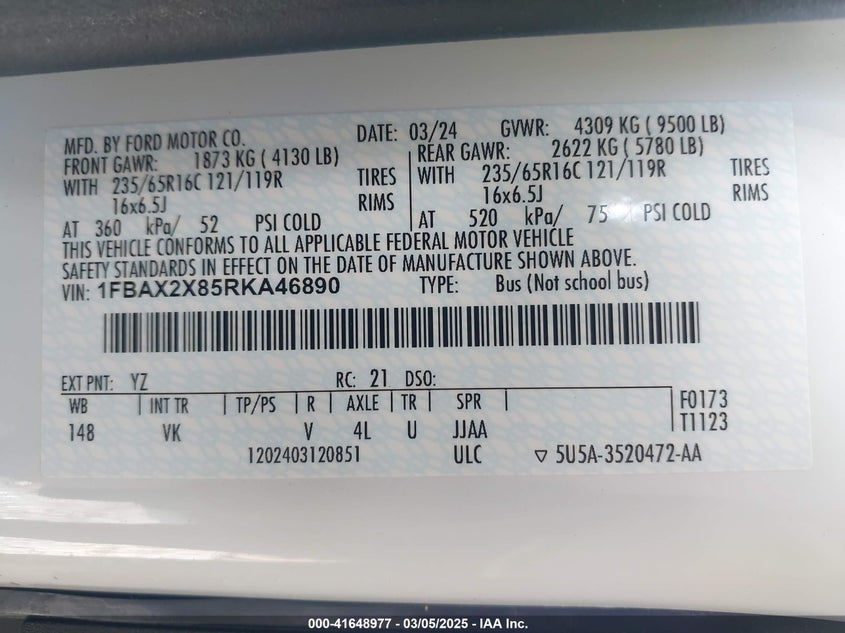 MFD. BY FORD MOTOR CO. DATE: 03/24 GVWR: 4309 KG ( 9500 LB)
FRONT GAWR: 1873 KG ( 4130 LB) REAR GAWR: 2622 KG ( 5780 LB)
WITH 235/65R16C 121/119R TIRES WITH 235/65R16C 121/119R TIRES
16x6.5J RIMS 16x6.5J RIMS
AT 360 kPa/ 52 PSI COLD AT 520 kPa/ 75 PSI COLD
THIS VEHICLE CONFORMS TO ALL APPLICABLE FEDERAL MOTOR VEHICLE
SAFETY STANDARDS IN EFFECT ON THE DATE OF MANUFACTURE SHOWN ABOVE.
VIN: 1FBAX2X85RKA46890 TYPE: Bus (Not school bus)
EXT PNT: YZ RC: 21 DSO:
WB INT TR TP/PS R AXLE TR SPR F0173
148 VK V 4L U JJAA T1123
1202403120851 ULC ▽ 5U5A-3520472-AA
000-41648977 — 03/05/2025 — IAA Inc.